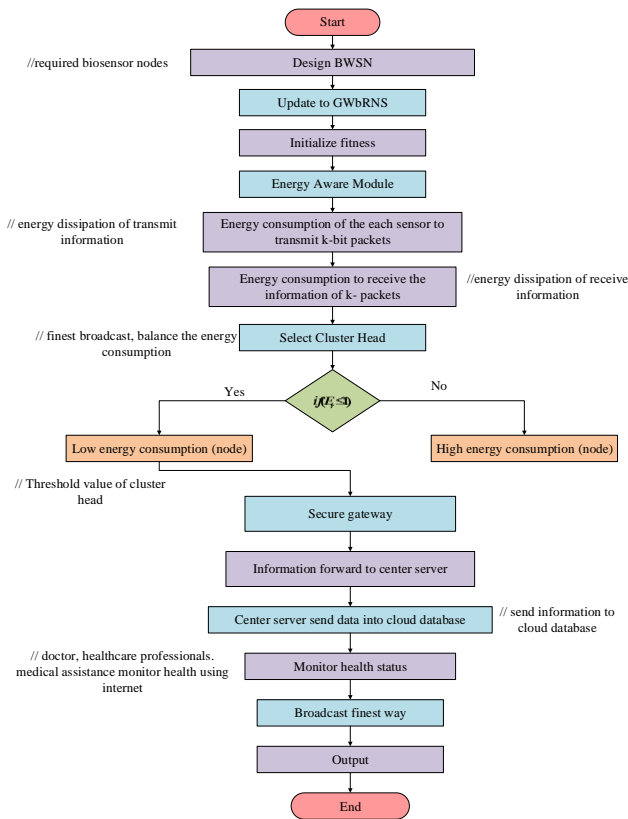 Start
//required biosensor nodes
Design BWSN
Update to GWbRNS
Initialize fitness
Energy Aware Module
// energy dissipation of transmit
information
Energy consumption of the each sensor to
transmit k-bit packets
Energy consumption to receive the
information of k- packets
//energy dissipation of receive
information
// finest broadcast, balance the energy
consumption
Select Cluster Head
Yes
No
Low energy consumption (node)
High energy consumption (node)
// Threshold value of cluster
head
Secure gateway
Information forward to center server
Center server send data into cloud database
// send information to
cloud database
// doctor, healthcare professionals.
medical assistance monitor health using
internet
Monitor health status
Broadcast finest way
Output
End